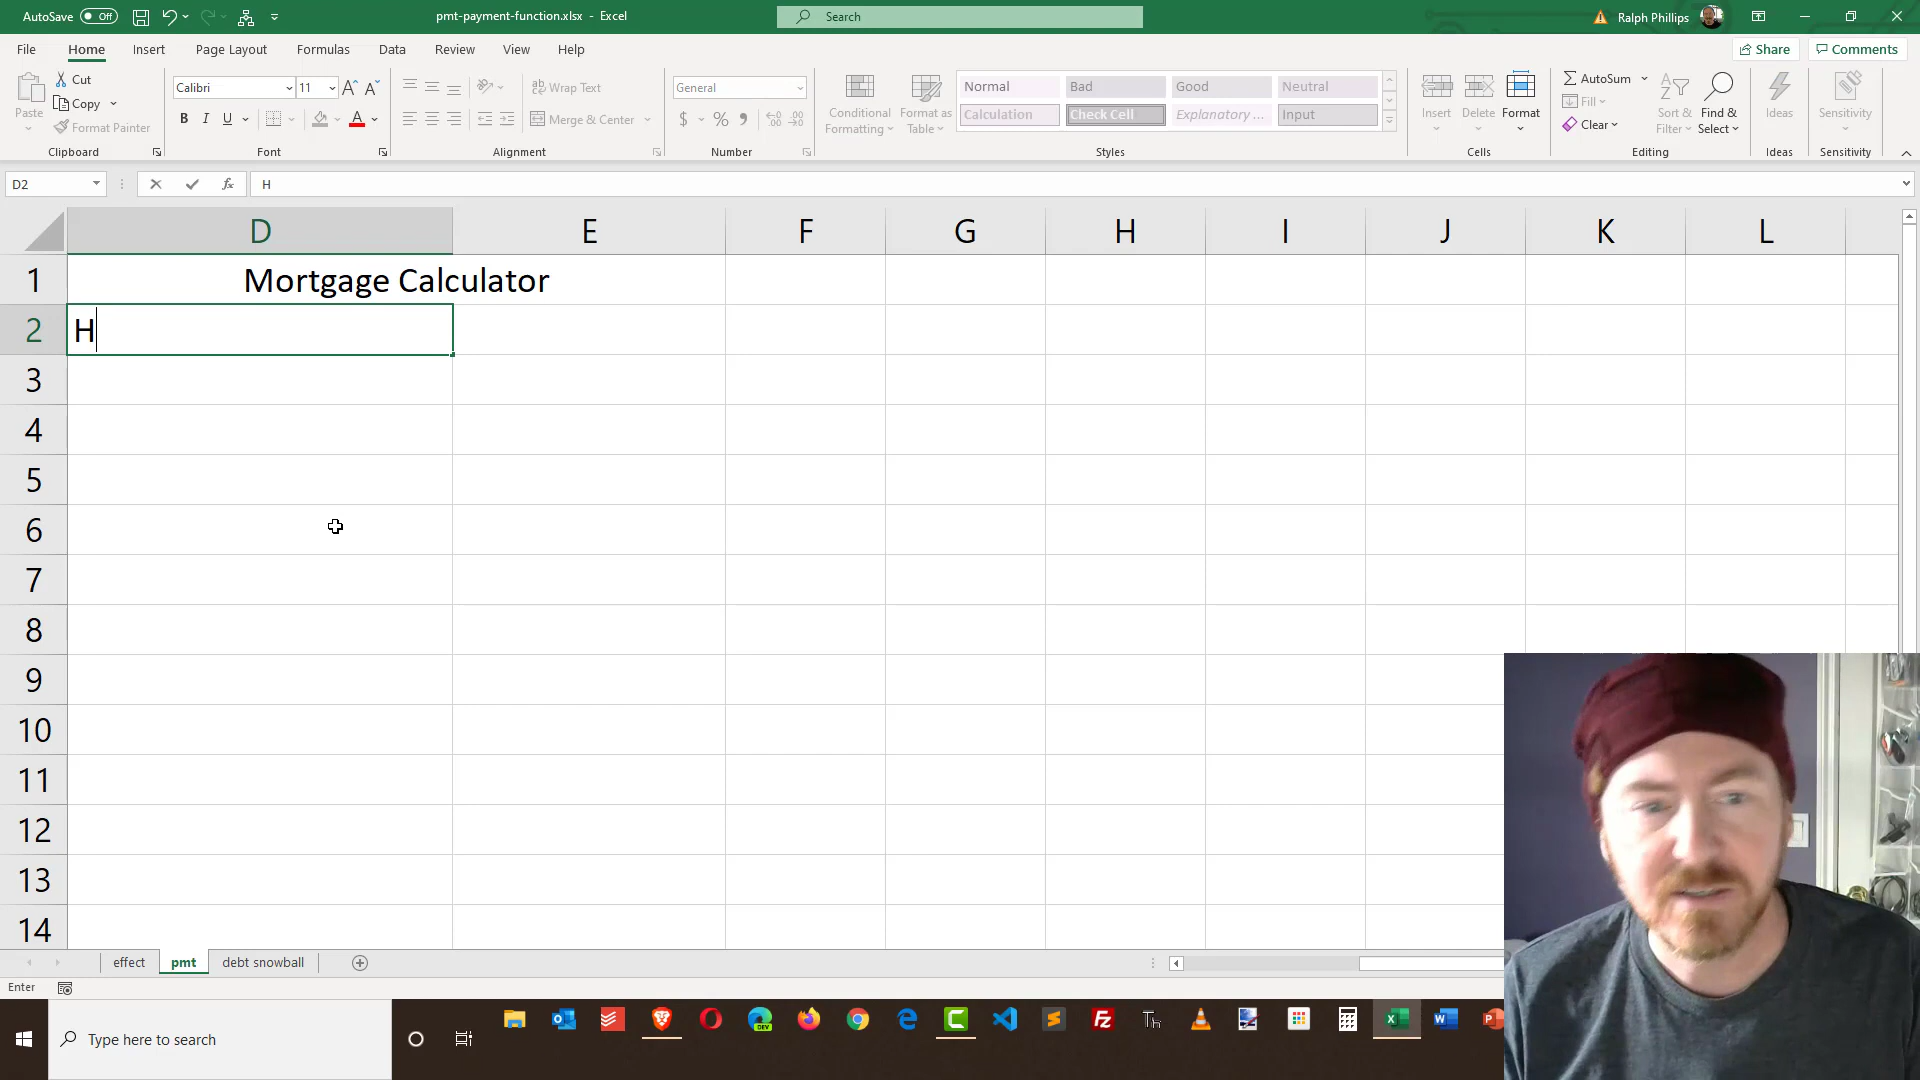 AutoSave Off pmt-payment-function.xlsx - Excel Search Ralph Phillips
File Home Insert Page Layout Formulas Data Review View Help Share Comments
Paste Cut Copy Format Painter
Calibri 11
B I U A
Wrap Text
Merge & Center
General
$ % ,
Conditional Formatting
Format as Table
Normal Bad Good Neutral
Calculation Check Cell Explanatory ... Input
Insert Delete Format
AutoSum
Fill
Clear
Sort & Filter
Find & Select
Ideas
Sensitivity
Clipboard Font Alignment Number Styles Cells Editing Ideas Sensitivity
D2 fx H
D E F G H I J K L
1 Mortgage Calculator
2 H
3
4
5
6
7
8
9
10
11
12
13
14
effect pmt debt snowball
Enter
Type here to search